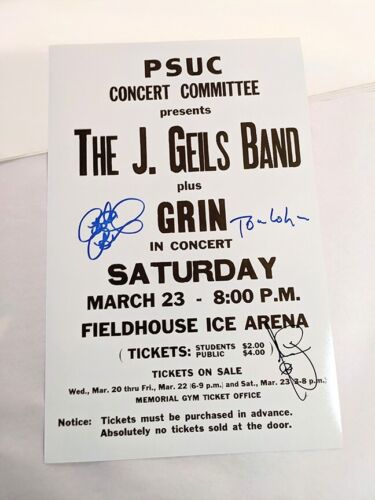 PSUC
CONCERT COMMITTEE
presents
THE J. GEILS BAND
plus
GRIN
IN CONCERT
SATURDAY
MARCH 23 - 8:00 P.M.
FIELDHOUSE ICE ARENA
(TICKETS: STUDENTS $2.00
PUBLIC $4.00)
TICKETS ON SALE
Wed., Mar. 20 thru Fri., Mar. 22 (6-9 p.m.) and Sat., Mar. 23 (3-8 p.m.)
MEMORIAL GYM TICKET OFFICE
Notice: Tickets must be purchased in advance.
Absolutely no tickets sold at the door.